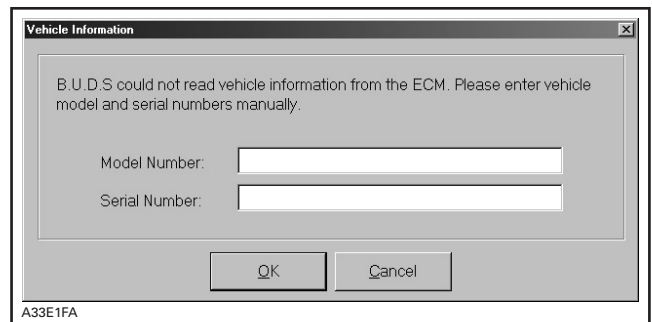 Vehicle Information
B.U.D.S could not read vehicle information from the ECM. Please enter vehicle
model and serial numbers manually.
Model Number:
Serial Number:
OK
Cancel
A33E1FA